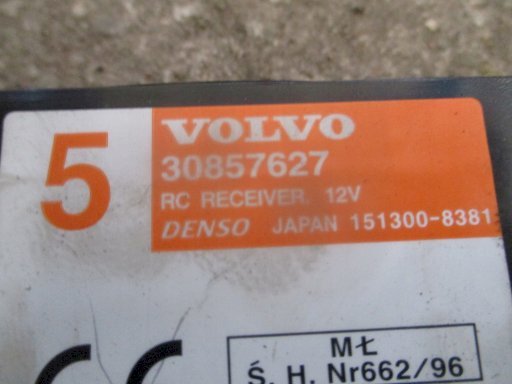 5
VOLVO
30857627
RC RECEIVER. 12V
DENSO JAPAN 151300-8381
CE
MŁ
Ś. H. Nr662/96